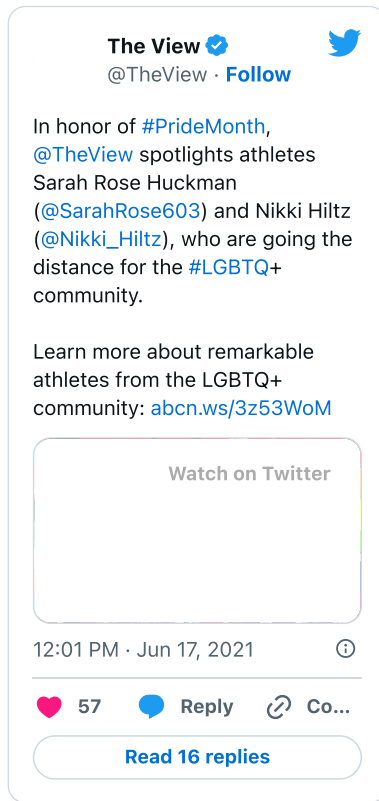 The View
@TheView · Follow
In honor of #PrideMonth,
@TheView spotlights athletes
Sarah Rose Huckman
(@SarahRose603) and Nikki Hiltz
(@Nikki_Hiltz), who are going the
distance for the #LGBTQ+
community.
Learn more about remarkable
athletes from the LGBTQ+
community: abcn.ws/3z53WoM
Watch on Twitter
12:01 PM · Jun 17, 2021
57 Reply Co...
Read 16 replies